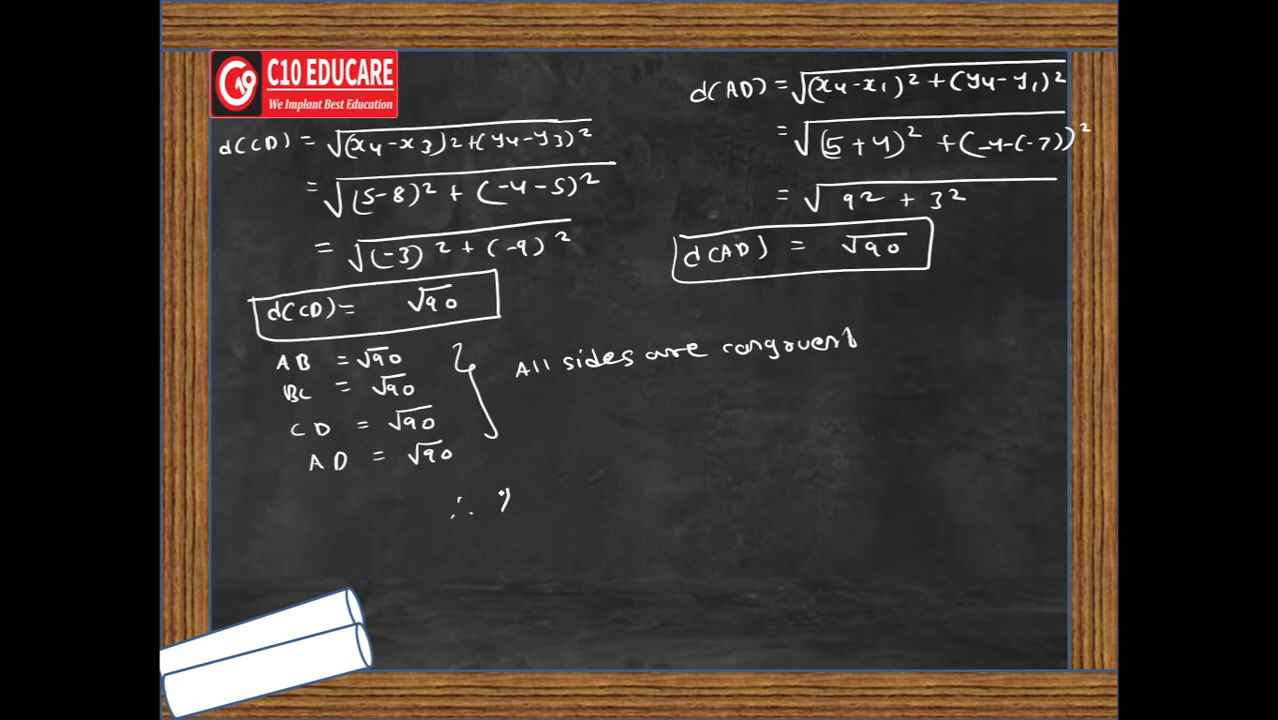 C10 EDUCARE
We Implant Best Education
d(CD) = √(x4-x3)2+(y4-y3)²
= √(5-8)² + (-4-5)²
= √(-3)² + (-9)²
d(CD) = √90
AB = √90
BC = √90
CD = √90
AD = √90
All sides are congruent
∴
d(AD) = √(x4-x1)² + (y4-y1)²
= √(5+4)² + (-4-(-7))²
= √9² + 3²
d(AD) = √90